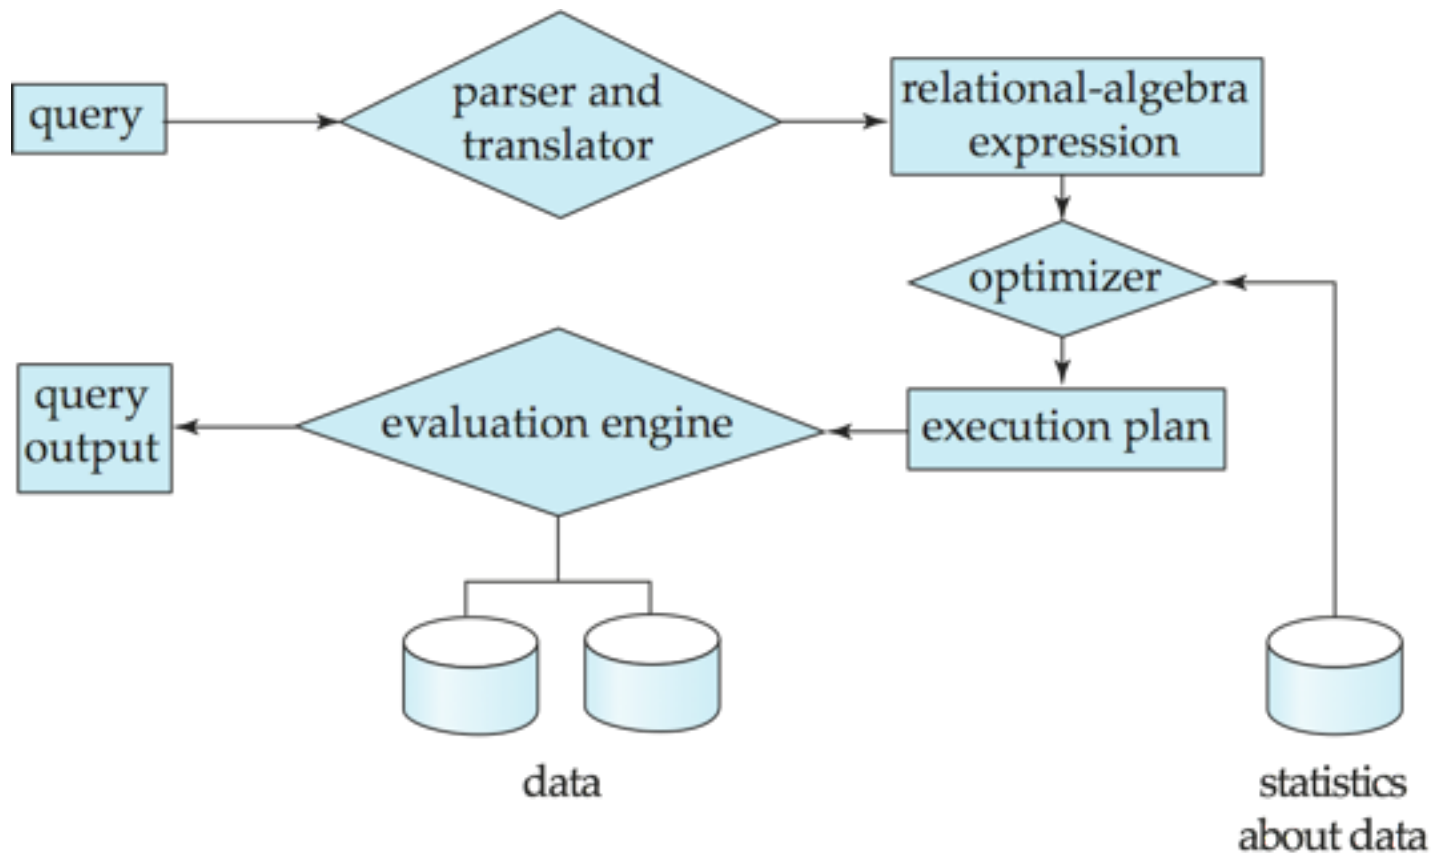 query
parser and
translator
relational-algebra
expression
optimizer
query
output
evaluation engine
execution plan
data
statistics
about data